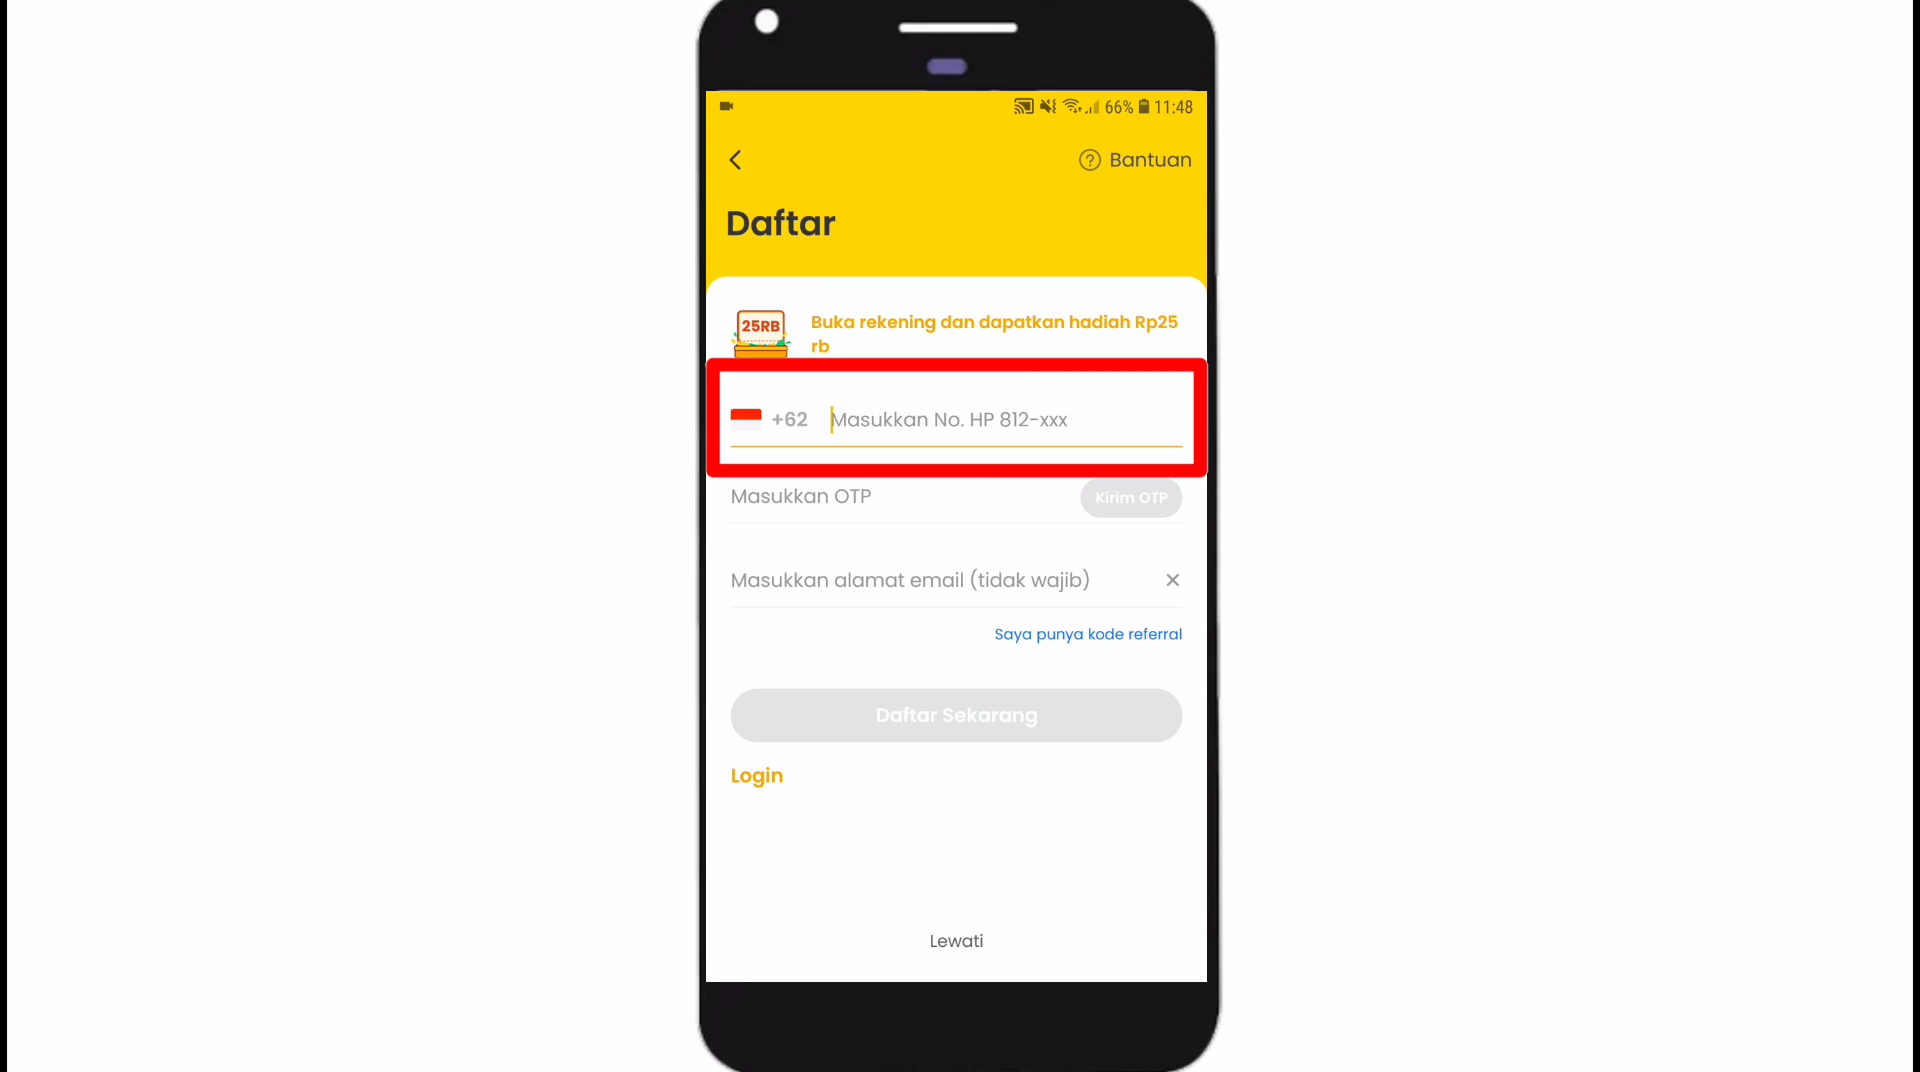 66% 11:48
Bantuan
Daftar
25RB
Buka rekening dan dapatkan hadiah Rp25
rb
+62 Masukkan No. HP 812-xxx
Masukkan OTP Kirim OTP
Masukkan alamat email (tidak wajib)
Saya punya kode referral
Daftar Sekarang
Login
Lewati